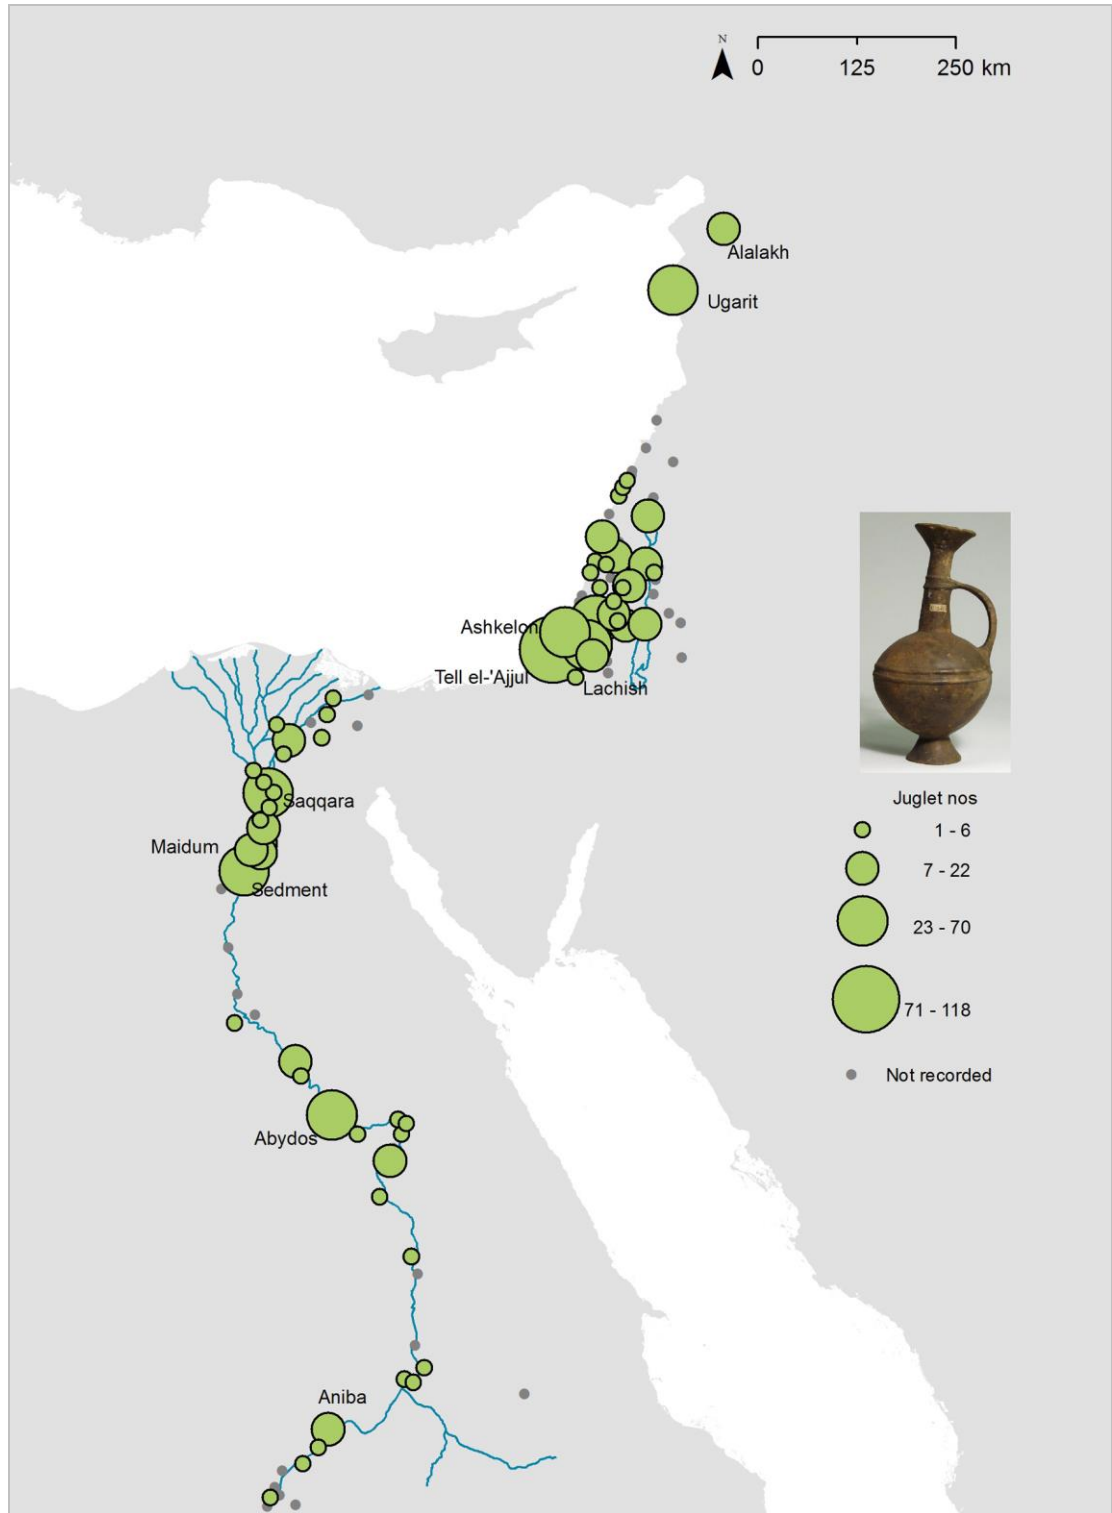 N
0 125 250 km
Alalakh
Ugarit
Ashkelon
Tell el-'Ajjul
Lachish
Saqqara
Maidum
Sedment
Abydos
Aniba
Juglet nos
1 - 6
7 - 22
23 - 70
71 - 118
Not recorded